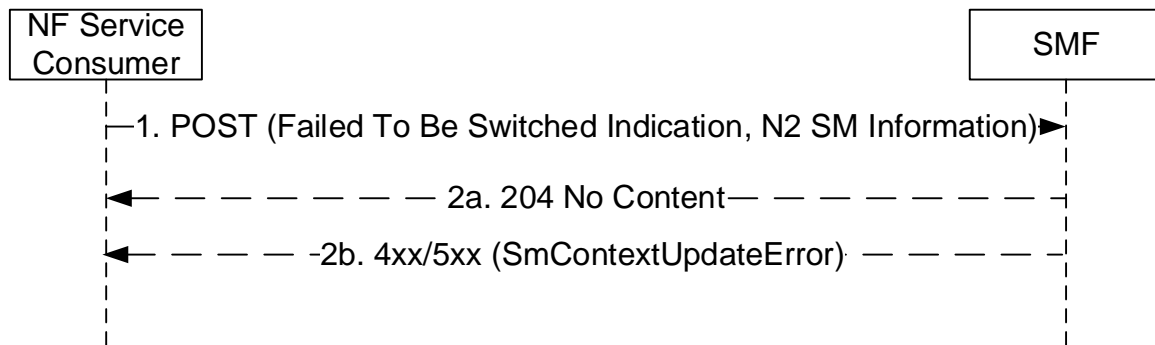 NF Service
Consumer
SMF
1. POST (Failed To Be Switched Indication, N2 SM Information)
2a. 204 No Content
2b. 4xx/5xx (SmContextUpdateError)